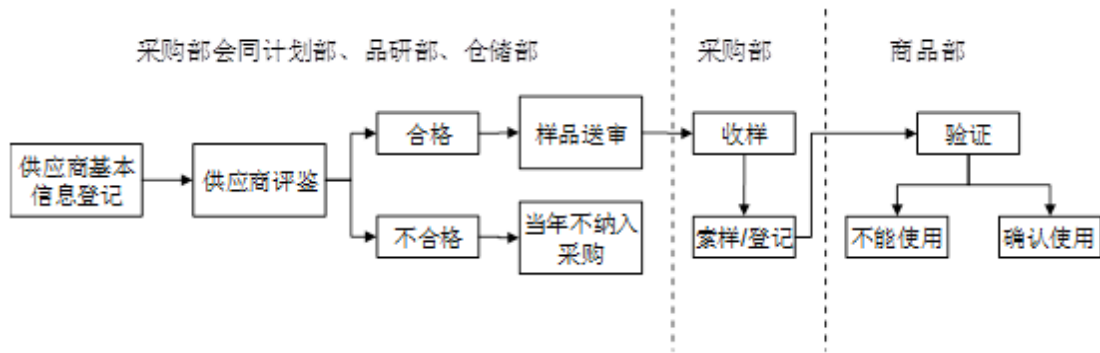 采购部会同计划部、品研部、仓储部
采购部
商品部
供应商基本
信息登记
供应商评鉴
合格
样品送审
不合格
当年不纳入
采购
收样
索样/登记
验证
不能使用
确认使用